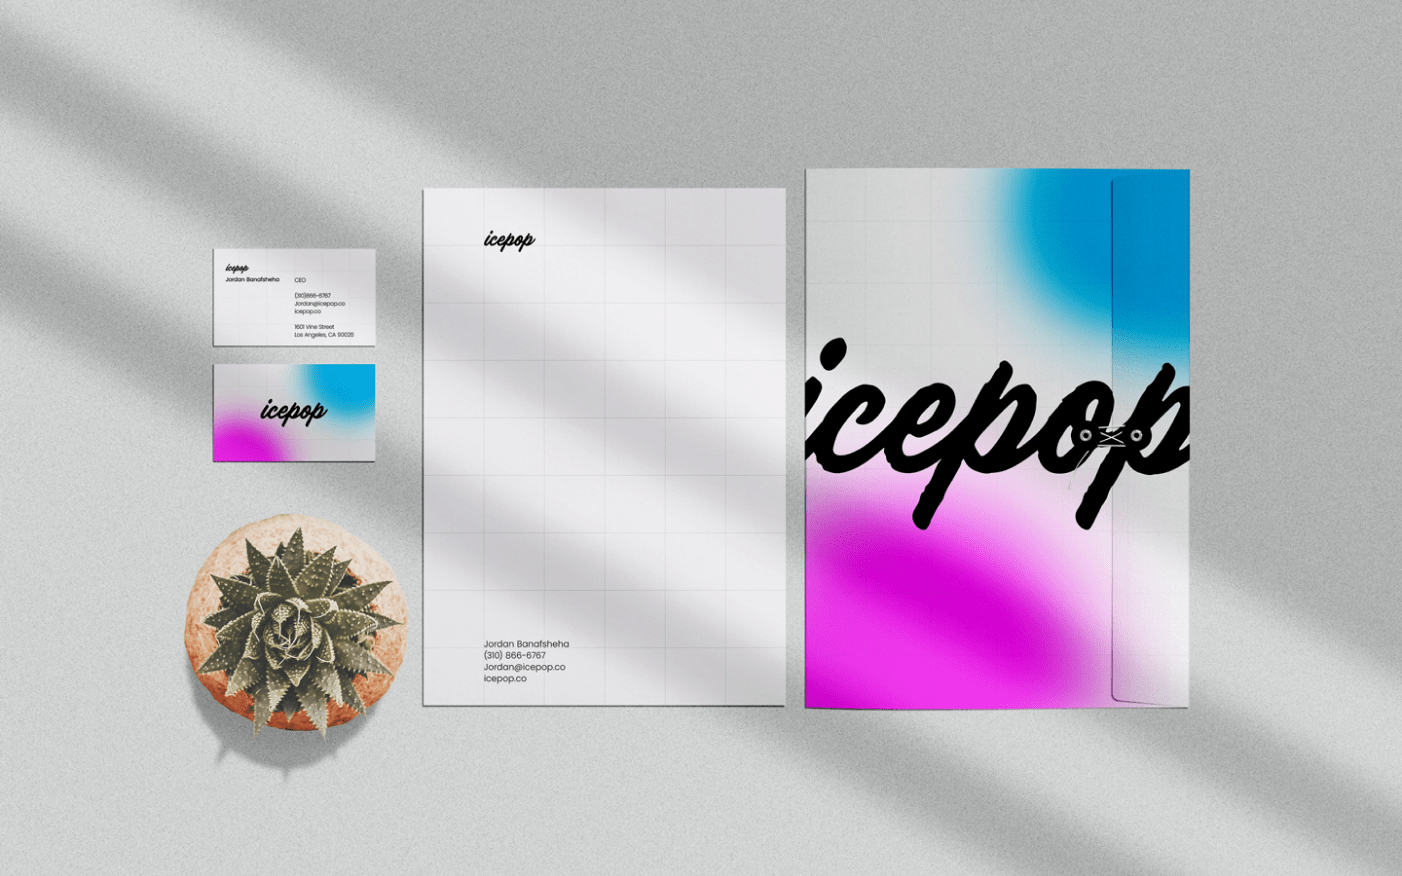 icepop
Jordan Banafsheha
CEO
(310)866-6767
Jordan@icepop.co
icepop.co
1601 Vine Street
Los Angeles, CA 90028
icepop
icepop
Jordan Banafsheha
(310) 866-6767
Jordan@icepop.co
icepop.co
icepop